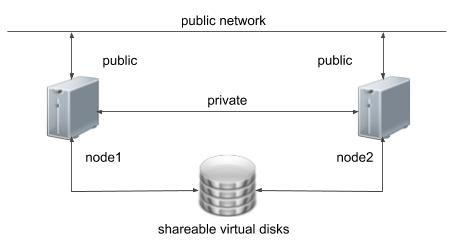 public network
public
public
private
node1
node2
shareable virtual disks